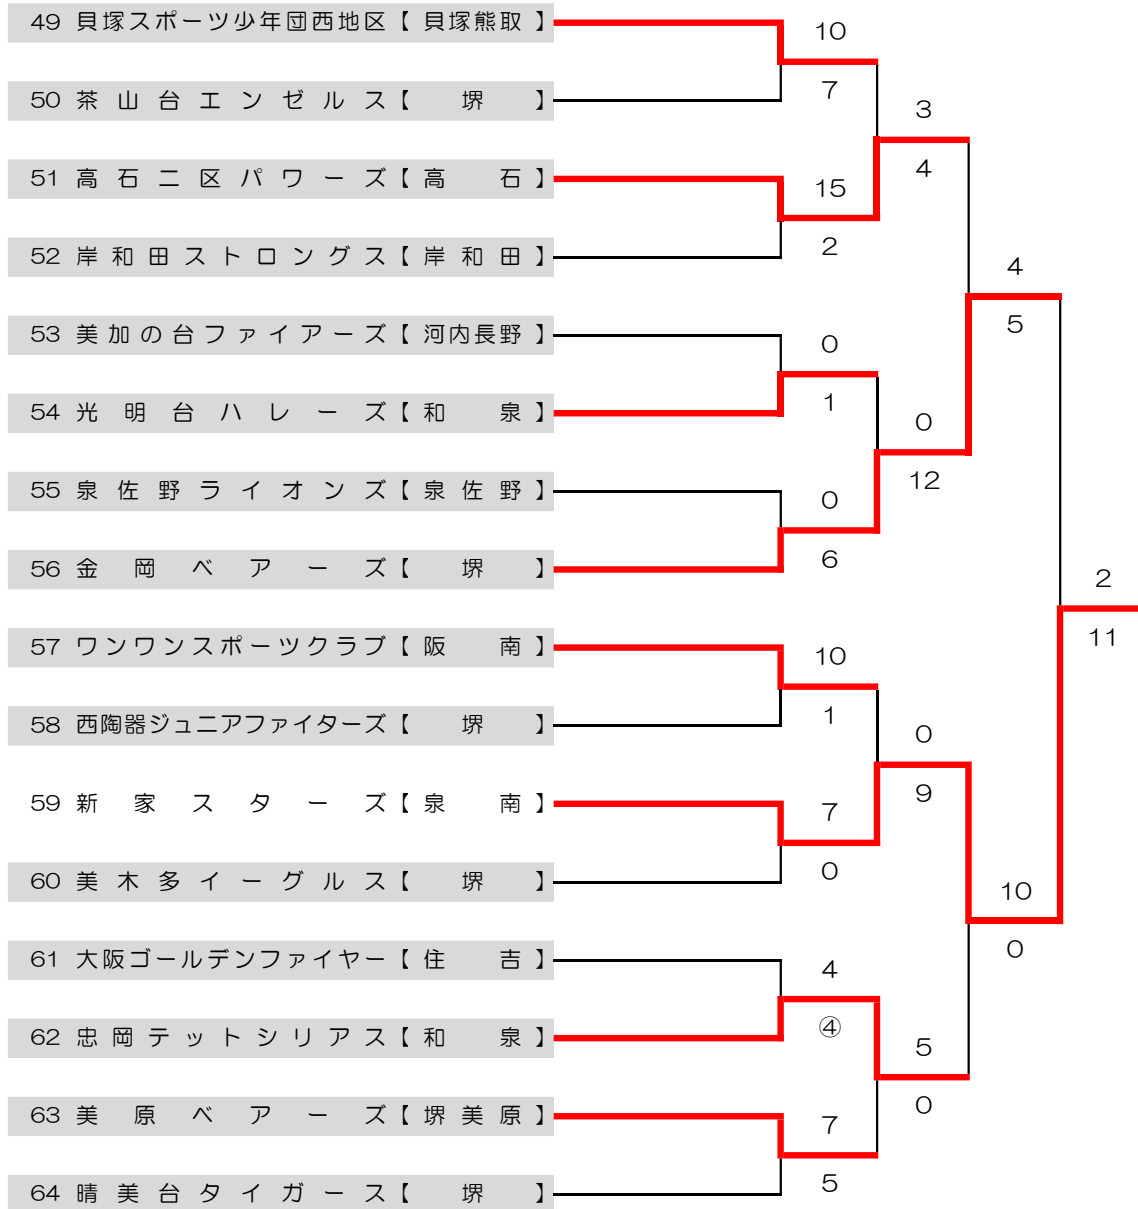 49 貝塚スポーツ少年団西地区【 貝塚熊取 】
10
50 茶山台エンゼルス【 堺 】
7
3
51 高石二区パワーズ【 高石 】
15
4
52 岸和田ストロングス【 岸和田 】
2
4
53 美加の台ファイアーズ【 河内長野 】
0
5
54 光明台ハレーズ【 和泉 】
1
0
55 泉佐野ライオンズ【 泉佐野 】
0
12
56 金岡ベアーズ【 堺 】
6
2
57 ワンワンスポーツクラブ【 阪南 】
10
11
58 西陶器ジュニアファイターズ【 堺 】
1
0
59 新家スターズ【 泉南 】
7
9
60 美木多イーグルス【 堺 】
0
10
61 大阪ゴールデンファイヤー【 住吉 】
4
0
62 忠岡テットシリアス【 和泉 】
④
5
63 美原ベアーズ【 堺美原 】
7
0
64 晴美台タイガース【 堺 】
5